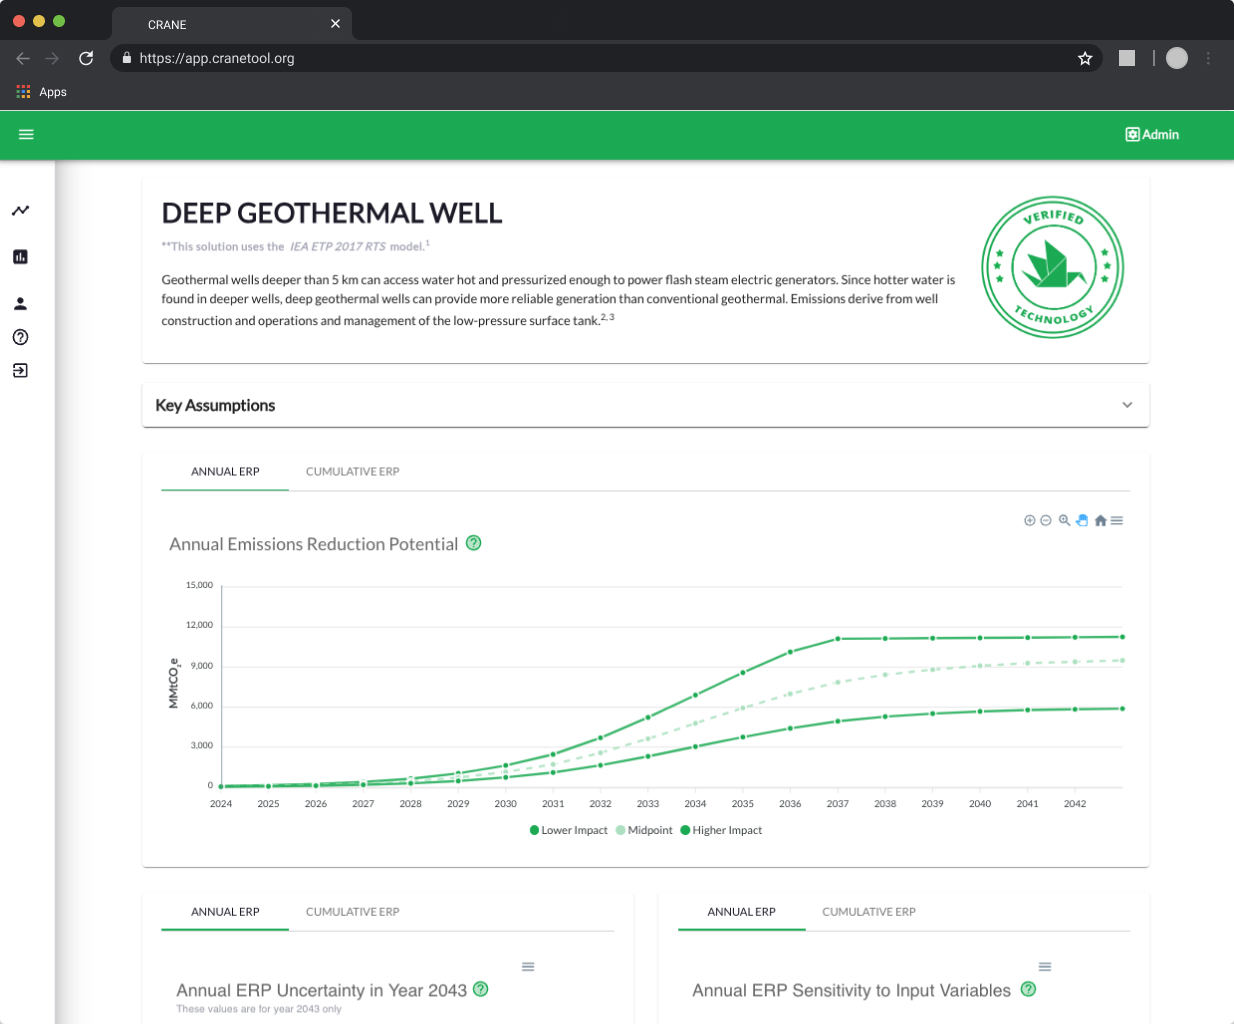 CRANE
https://app.cranetool.org
Apps
Admin
DEEP GEOTHERMAL WELL
**This solution uses the IEA ETP 2017 RTS model.1
VERIFIED
TECHNOLOGY
Geothermal wells deeper than 5 km can access water hot and pressurized enough to power flash steam electric generators. Since hotter water is
found in deeper wells, deep geothermal wells can provide more reliable generation than conventional geothermal. Emissions derive from well
construction and operations and management of the low-pressure surface tank.2,3
Key Assumptions
ANNUAL ERP CUMULATIVE ERP
Annual Emissions Reduction Potential ?
MMtCO2e
15,000
12,000
9,000
6,000
3,000
0
2024 2025 2026 2027 2028 2029 2030 2031 2032 2033 2034 2035 2036 2037 2038 2039 2040 2041 2042
Lower Impact Midpoint Higher Impact
ANNUAL ERP CUMULATIVE ERP
Annual ERP Uncertainty in Year 2043 ?
These values are for year 2043 only
ANNUAL ERP CUMULATIVE ERP
Annual ERP Sensitivity to Input Variables ?